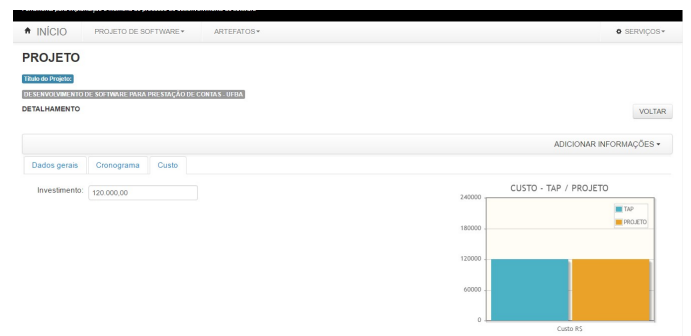 INÍCIO PROJETO DE SOFTWARE ARTEFATOS SERVIÇOS
PROJETO
Título do Projeto:
DESENVOLVIMENTO DE SOFTWARE PARA PRESTAÇÃO DE CONTAS - UFBA
DETALHAMENTO
VOLTAR
ADICIONAR INFORMAÇÕES
Dados gerais Cronograma Custo
Investimento: 120.000,00
CUSTO - TAP / PROJETO
240000
TAP
PROJETO
180000
120000
60000
0
Custo R$